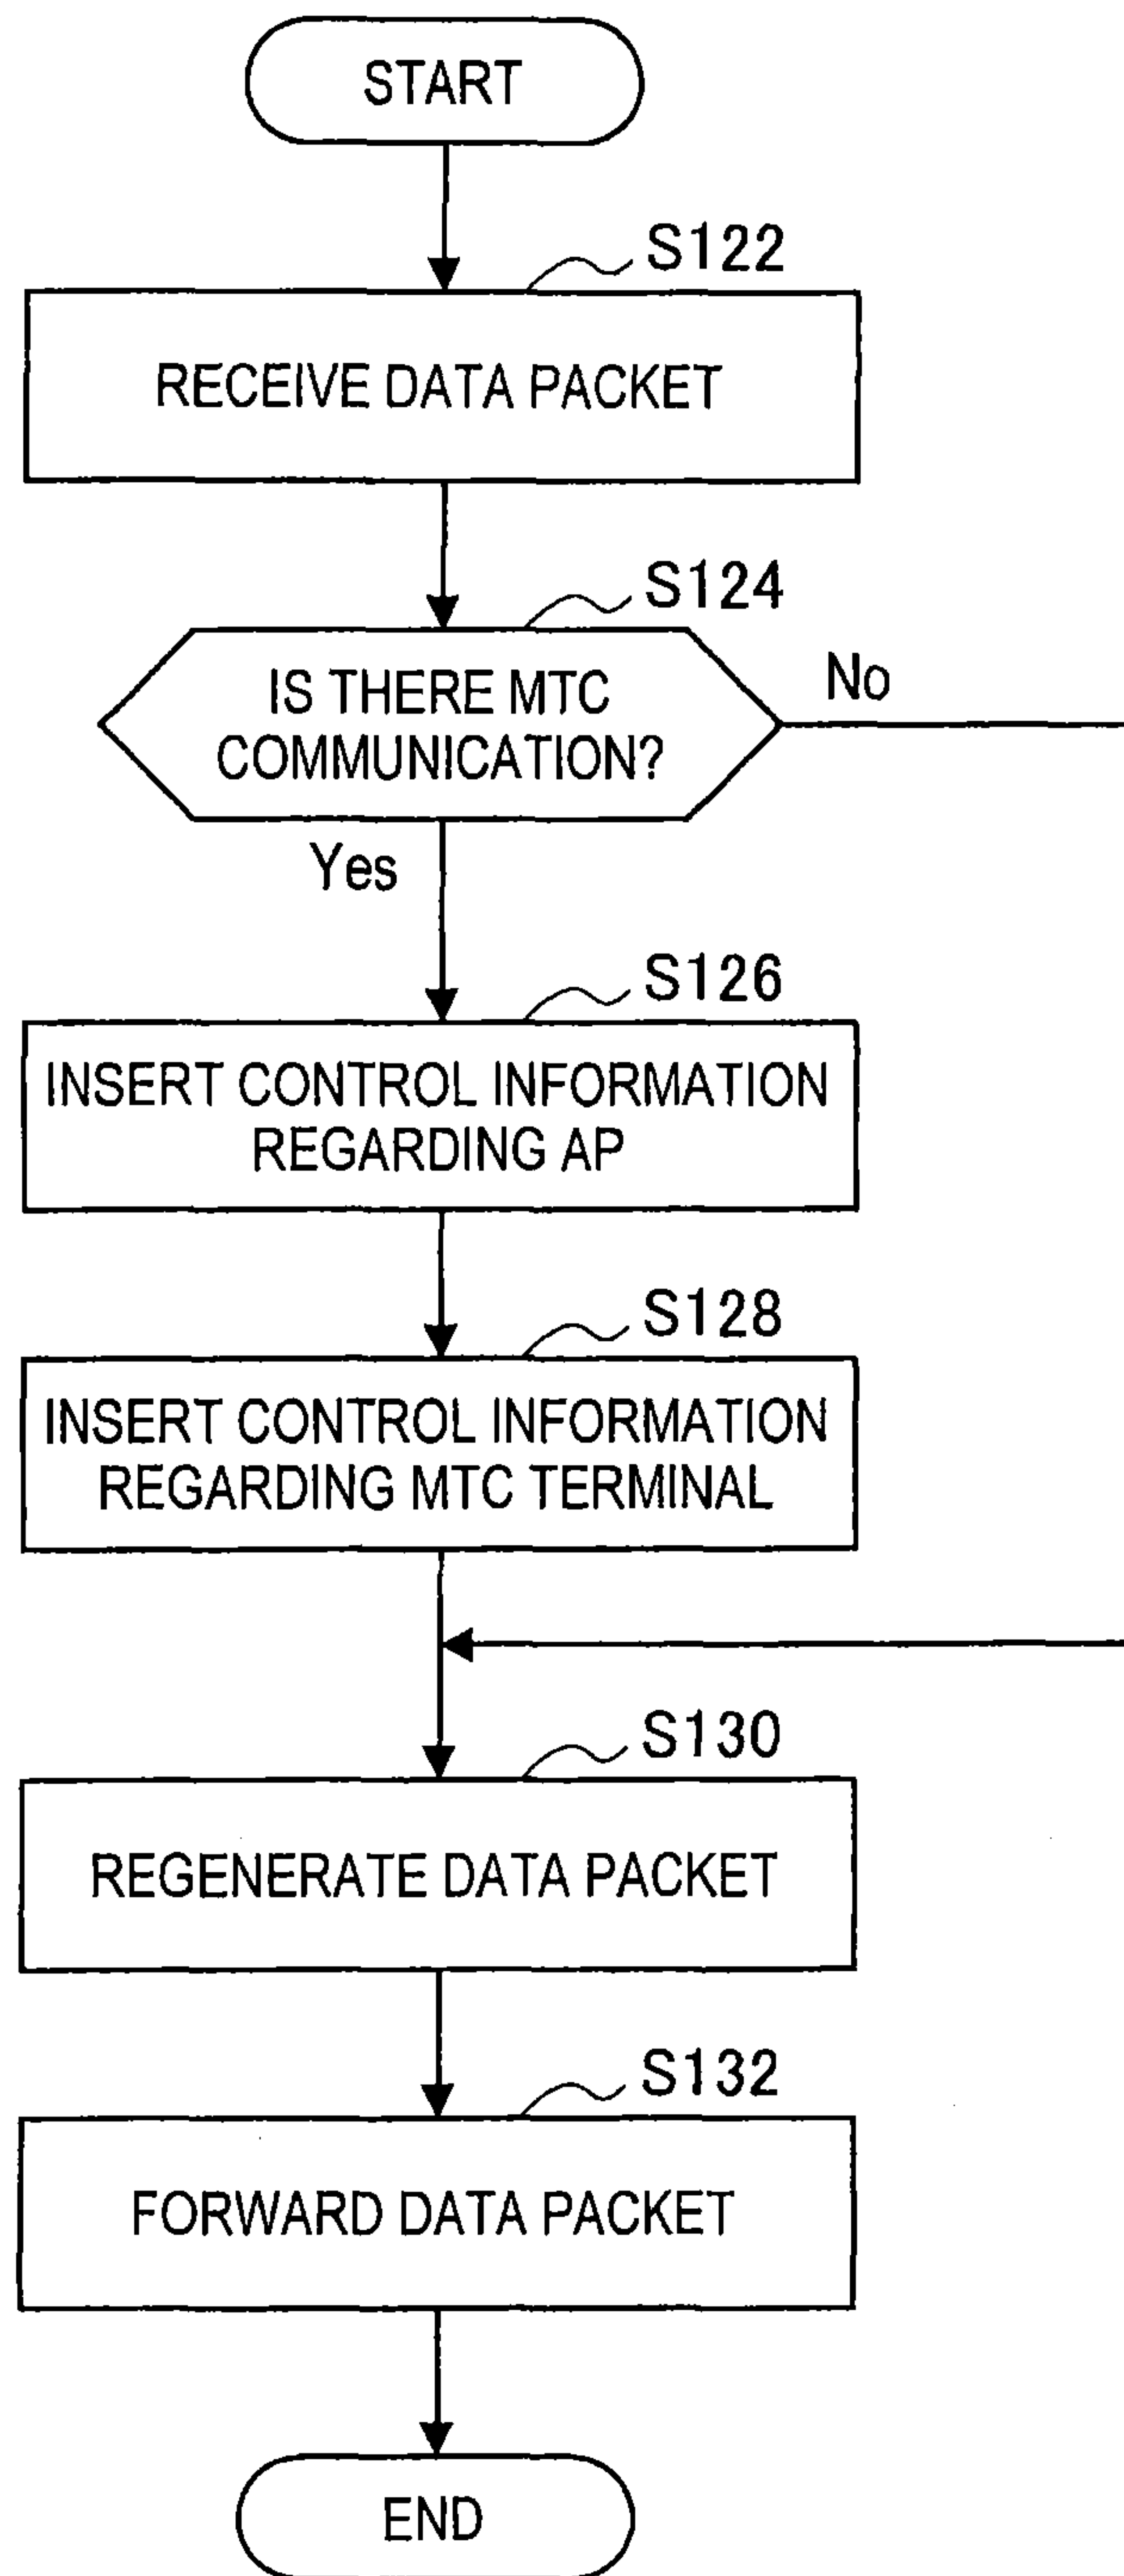 START
S122
RECEIVE DATA PACKET
S124
IS THERE MTC
COMMUNICATION?
No
Yes
S126
INSERT CONTROL INFORMATION
REGARDING AP
S128
INSERT CONTROL INFORMATION
REGARDING MTC TERMINAL
S130
REGENERATE DATA PACKET
S132
FORWARD DATA PACKET
END